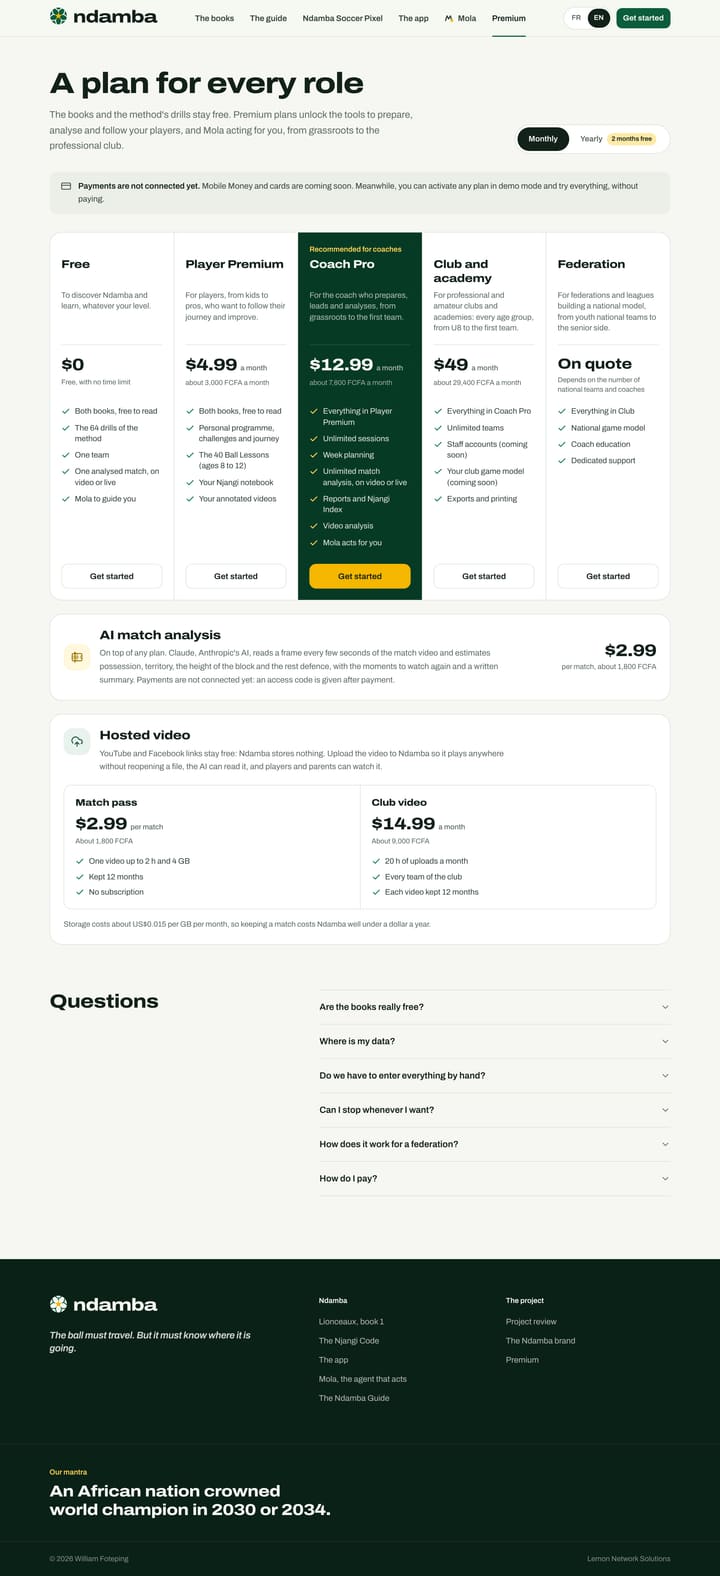 ndamba
The books
The guide
Ndamba Soccer Pixel
The app
Mola
Premium
FR
EN
Get started
A plan for every role
The books and the method's drills stay free. Premium plans unlock the tools to prepare,
analyse and follow your players, and Mola acting for you, from grassroots to the
professional club.
Monthly
Yearly
2 months free
Payments are not connected yet. Mobile Money and cards are coming soon. Meanwhile, you can activate any plan in demo mode and try everything, without
paying.
Free
To discover Ndamba and
learn, whatever your level.
$0
Free, with no time limit
Both books, free to read
The 64 drills of the
method
One team
One analysed match, on
video or live
Mola to guide you
Get started
Player Premium
For players, from kids to
pros, who want to follow their
journey and improve.
$4.99 a month
about 3,000 FCFA a month
Both books, free to read
Personal programme,
challenges and journey
The 40 Ball Lessons
(ages 8 to 12)
Your Njangi notebook
Your annotated videos
Get started
Recommended for coaches
Coach Pro
For the coach who prepares,
leads and analyses, from
grassroots to the first team.
$12.99 a month
about 7,800 FCFA a month
Everything in Player
Premium
Unlimited sessions
Week planning
Unlimited match
analysis, on video or live
Reports and Njangi
Index
Video analysis
Mola acts for you
Get started
Club and
academy
For professional and
amateur clubs and
academies: every age group,
from U8 to the first team.
$49 a month
about 29,400 FCFA a month
Everything in Coach Pro
Unlimited teams
Staff accounts (coming
soon)
Your club game model
(coming soon)
Exports and printing
Get started
Federation
For federations and leagues
building a national model,
from youth national teams to
the senior side.
On quote
Depends on the number of
national teams and coaches
Everything in Club
National game model
Coach education
Dedicated support
Get started
AI match analysis
On top of any plan. Claude, Anthropic's AI, reads a frame every few seconds of the match video and estimates
possession, territory, the height of the block and the rest defence, with the moments to watch again and a written
summary. Payments are not connected yet: an access code is given after payment.
$2.99
per match, about 1,800 FCFA
Hosted video
YouTube and Facebook links stay free: Ndamba stores nothing. Upload the video to Ndamba so it plays anywhere
without reopening a file, the AI can read it, and players and parents can watch it.
Match pass
$2.99 per match
About 1,800 FCFA
One video up to 2 h and 4 GB
Kept 12 months
No subscription
Club video
$14.99 a month
About 9,000 FCFA
20 h of uploads a month
Every team of the club
Each video kept 12 months
Storage costs about US$0.015 per GB per month, so keeping a match costs Ndamba well under a dollar a year.
Questions
Are the books really free?
Where is my data?
Do we have to enter everything by hand?
Can I stop whenever I want?
How does it work for a federation?
How do I pay?
ndamba
The ball must travel. But it must know where it is
going.
Ndamba
Lionceaux, book 1
The Njangi Code
The app
Mola, the agent that acts
The Ndamba Guide
The project
Project review
The Ndamba brand
Premium
Our mantra
An African nation crowned
world champion in 2030 or 2034.
© 2026 William Foteping
Lemon Network Solutions